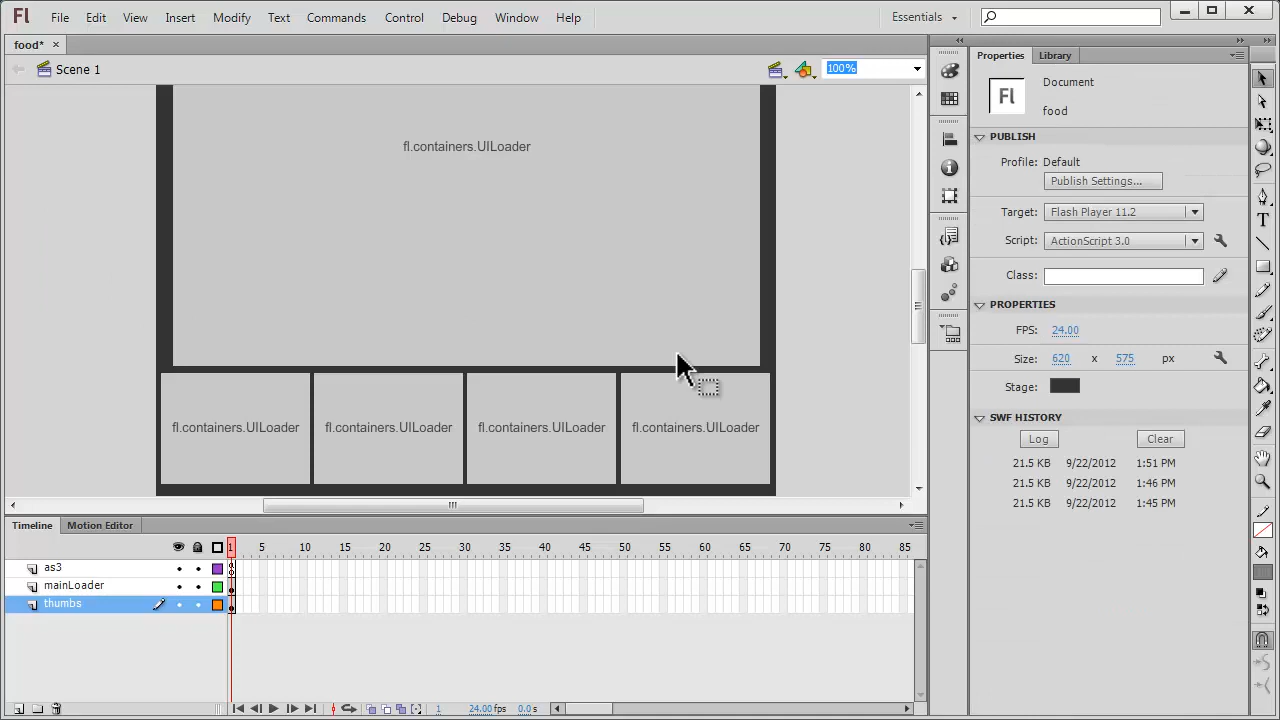 Fl File Edit View Insert Modify Text Commands Control Debug Window Help Essentials
food*
Scene 1 100%
fl.containers.UILoader
fl.containers.UILoader fl.containers.UILoader fl.containers.UILoader fl.containers.UILoader
Properties Library
Fl Document
food
PUBLISH
Profile: Default
Publish Settings...
Target: Flash Player 11.2
Script: ActionScript 3.0
Class:
PROPERTIES
FPS: 24.00
Size: 620 x 575 px
Stage:
SWF HISTORY
Log Clear
21.5 KB 9/22/2012 1:51 PM
21.5 KB 9/22/2012 1:46 PM
21.5 KB 9/22/2012 1:45 PM
Timeline Motion Editor
1 5 10 15 20 25 30 35 40 45 50 55 60 65 70 75 80 85
as3
mainLoader
thumbs
1 24.00 fps 0.0 s